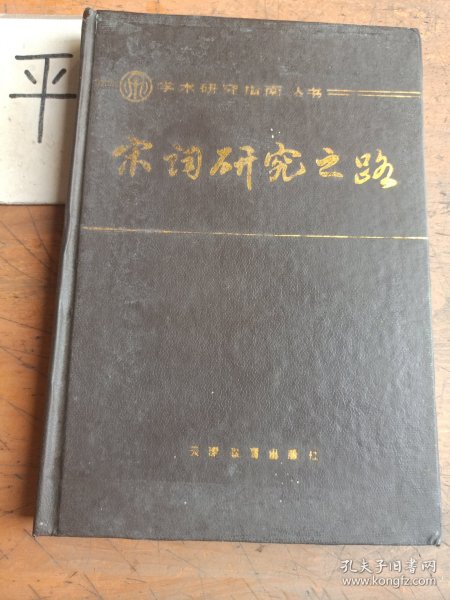 平
学术研究指南丛书
宋词研究之路
天津教育出版社
孔夫子旧书网
www.kongfz.com